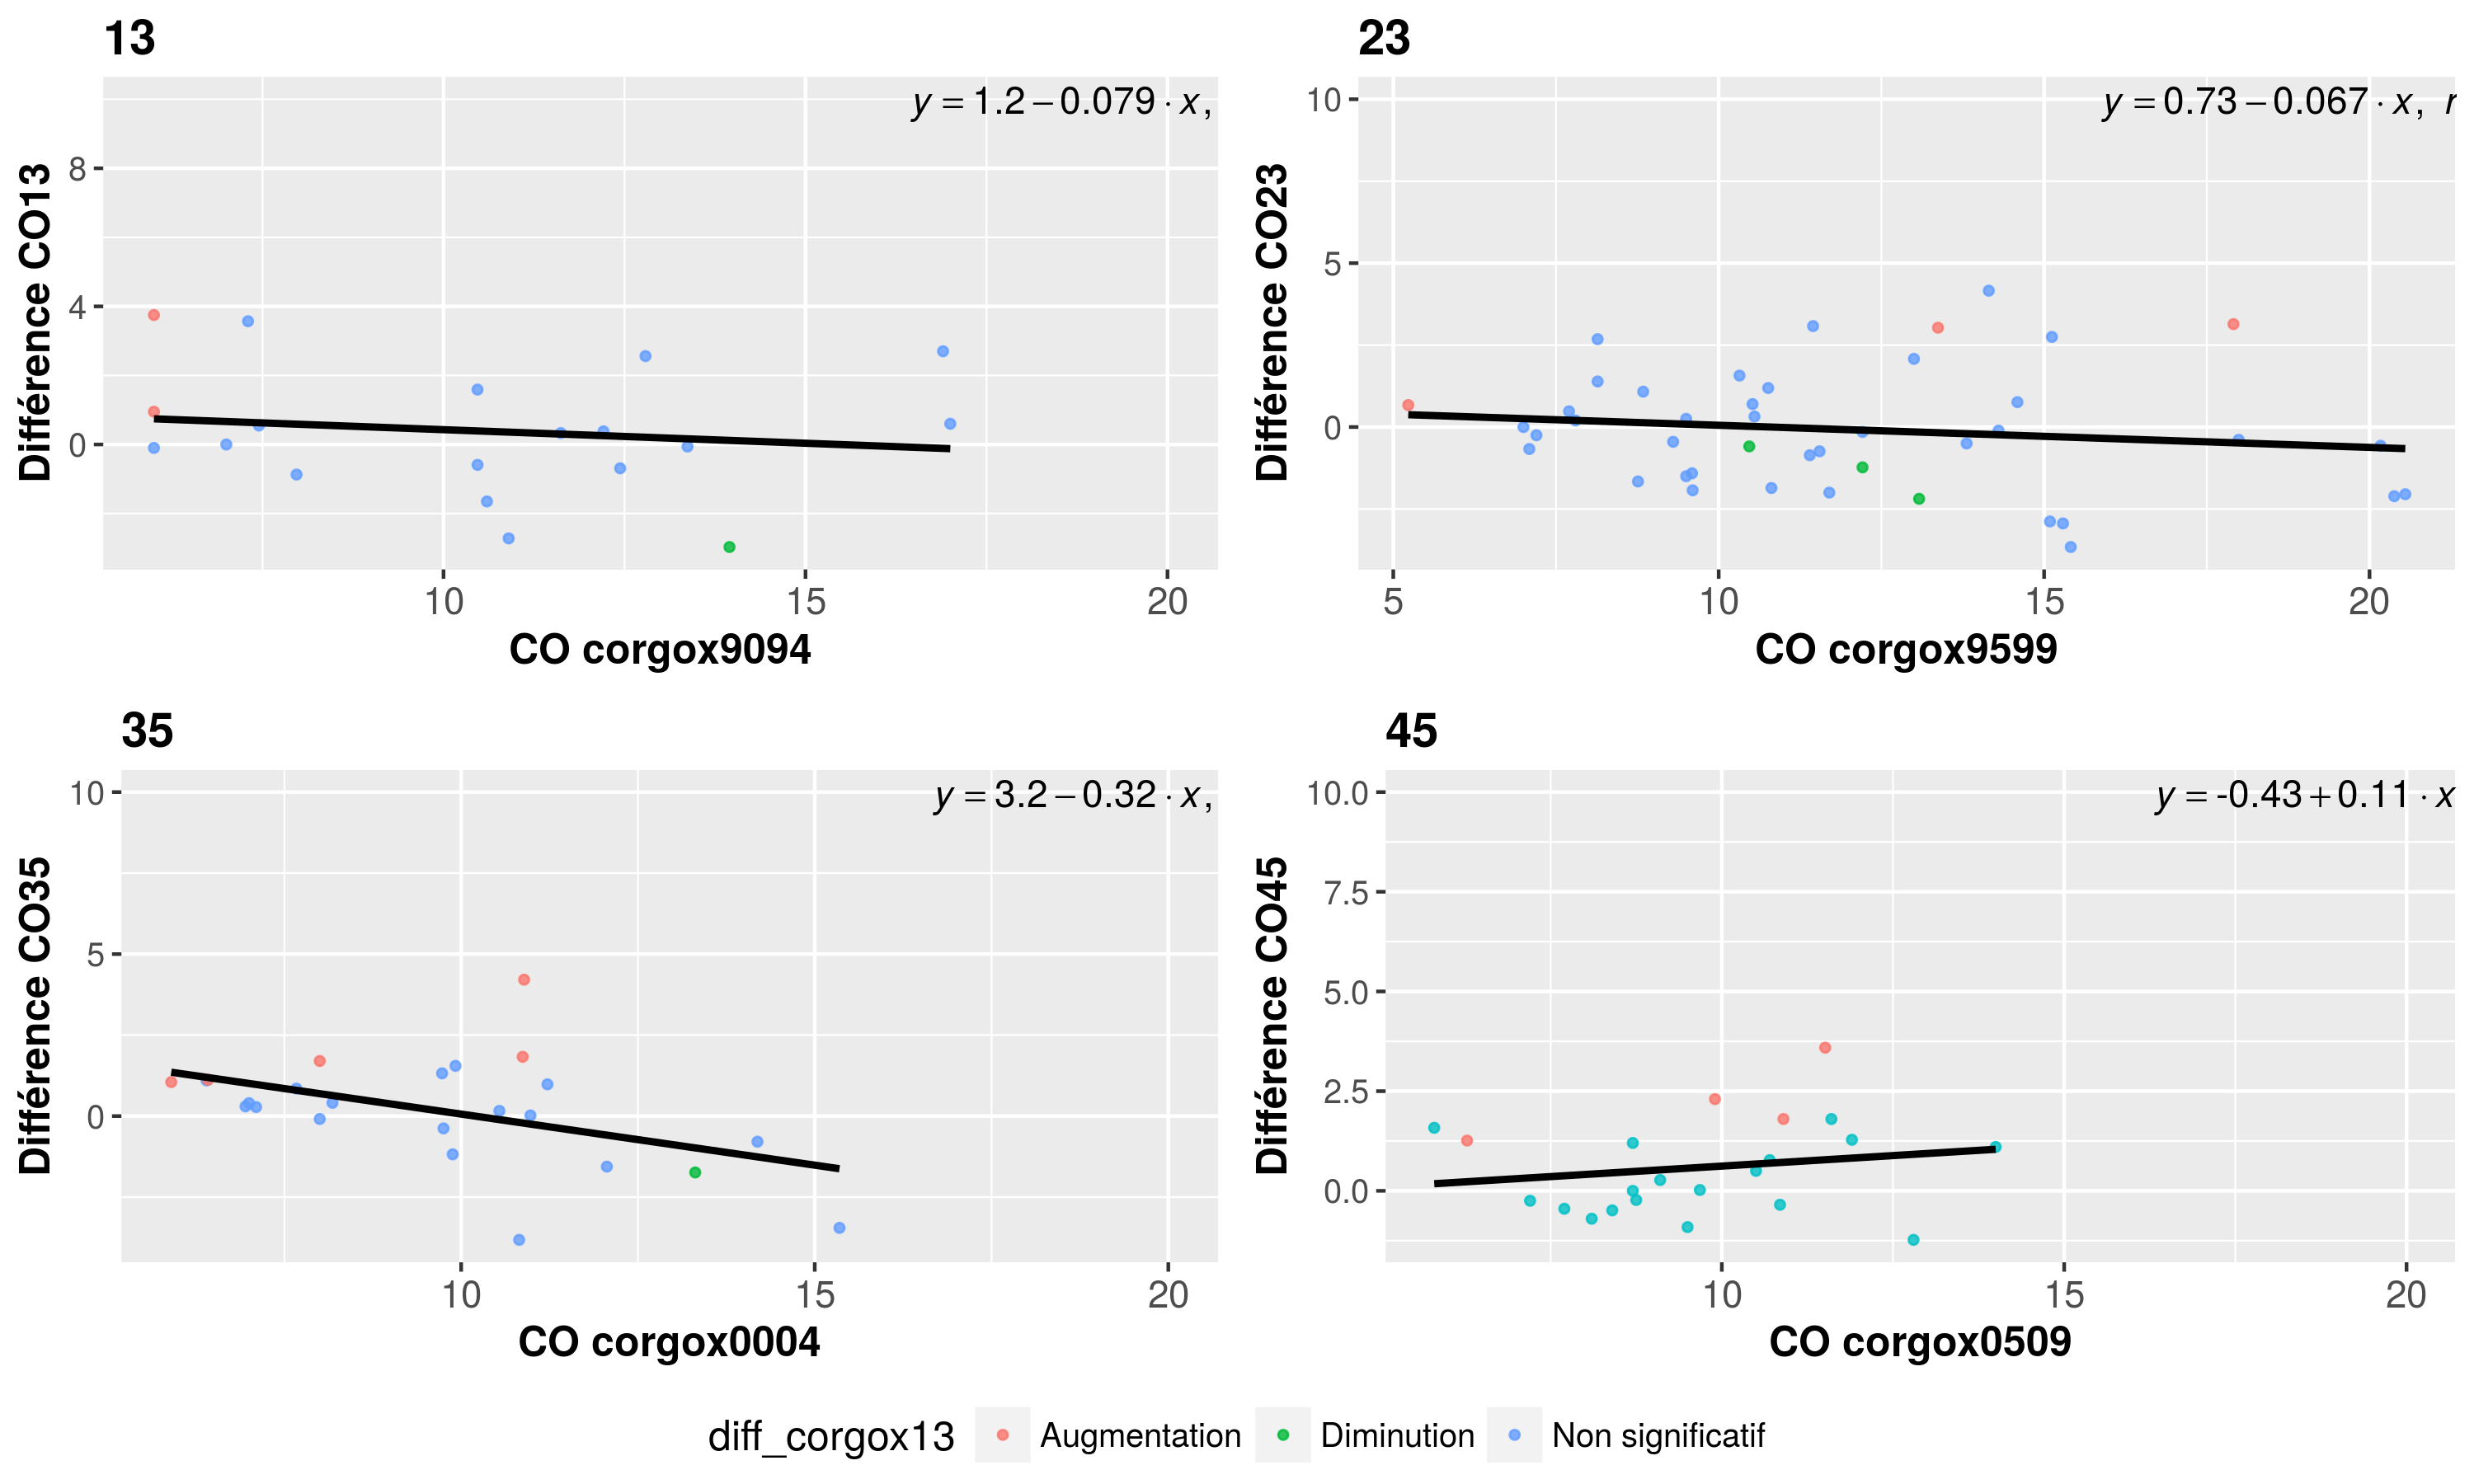 13
y = 1.2 − 0.079 · x,
Différence CO13
8
4
0
10
15
20
CO corgox9094
23
y = 0.73 − 0.067 · x, r
Différence CO23
10
5
0
5
10
15
20
CO corgox9599
35
y = 3.2 − 0.32 · x,
Différence CO35
10
5
0
10
15
20
CO corgox0004
45
y = -0.43 + 0.11 · x
Différence CO45
10.0
7.5
5.0
2.5
0.0
10
15
20
CO corgox0509
diff_corgox13 Augmentation Diminution Non significatif